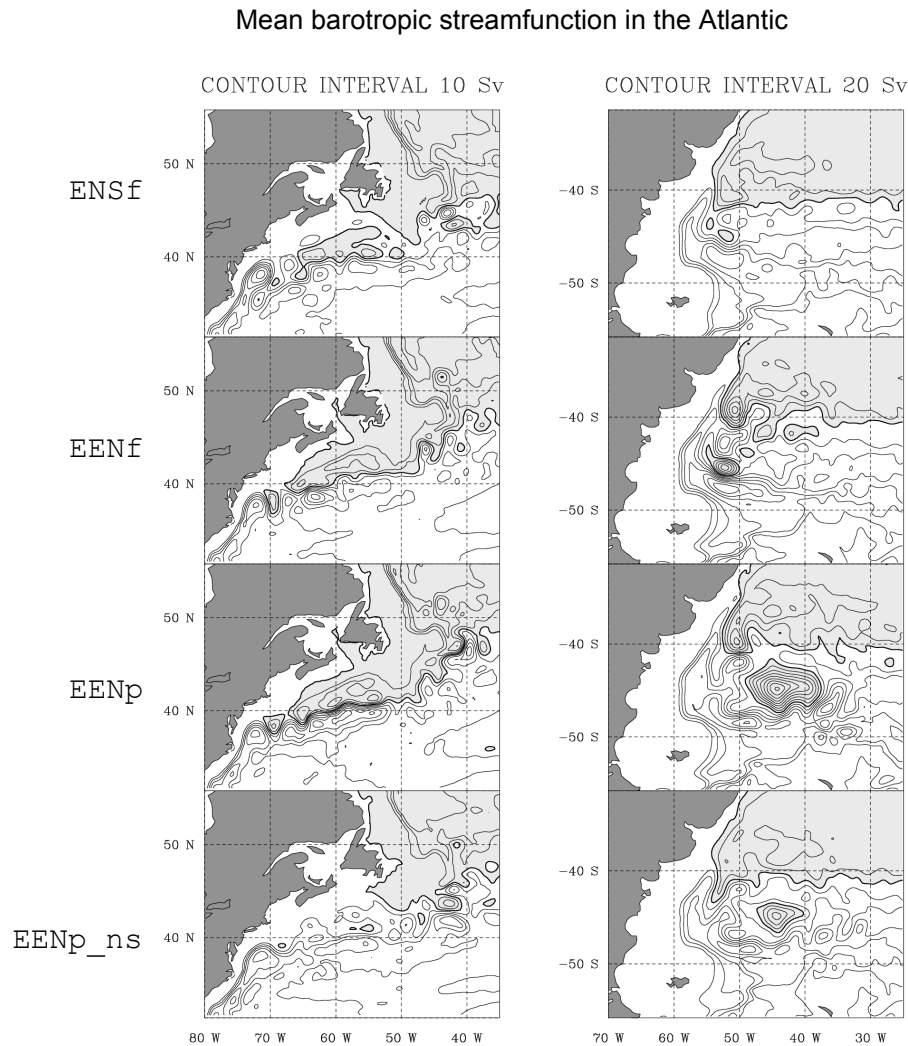 Mean barotropic streamfunction in the Atlantic
CONTOUR INTERVAL 10 Sv
CONTOUR INTERVAL 20 Sv
ENSf
50 N
40 N
-40 S
-50 S
EENf
50 N
40 N
-40 S
-50 S
EENp
50 N
40 N
-40 S
-50 S
EENp_ns
50 N
40 N
-40 S
-50 S
80 W 70 W 60 W 50 W 40 W
70 W 60 W 50 W 40 W 30 W